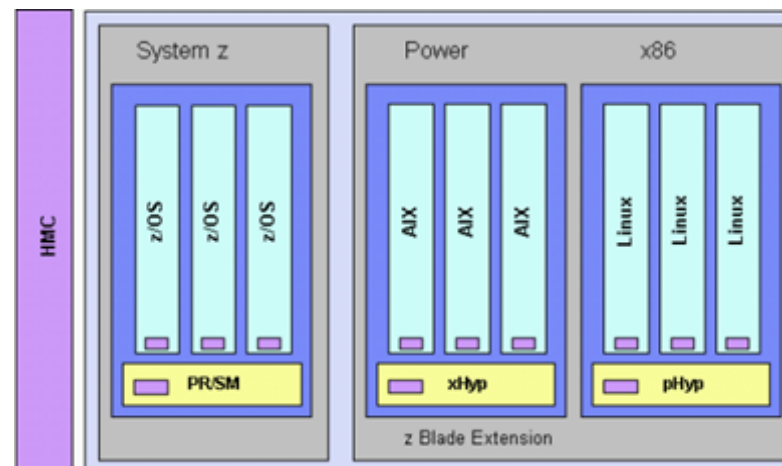 HMC
System z
z/OS
z/OS
z/OS
PR/SM
Power
x86
AIX
AIX
AIX
xHyp
Linux
Linux
Linux
pHyp
z Blade Extension